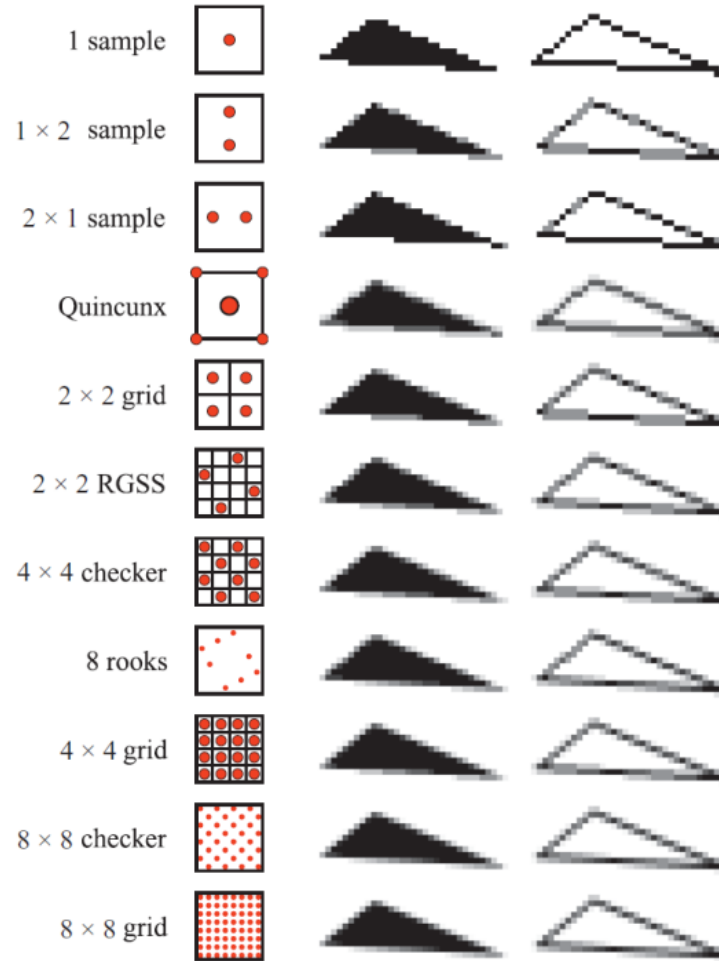 1 sample
1 × 2 sample
2 × 1 sample
Quincunx
2 × 2 grid
2 × 2 RGSS
4 × 4 checker
8 rooks
4 × 4 grid
8 × 8 checker
8 × 8 grid